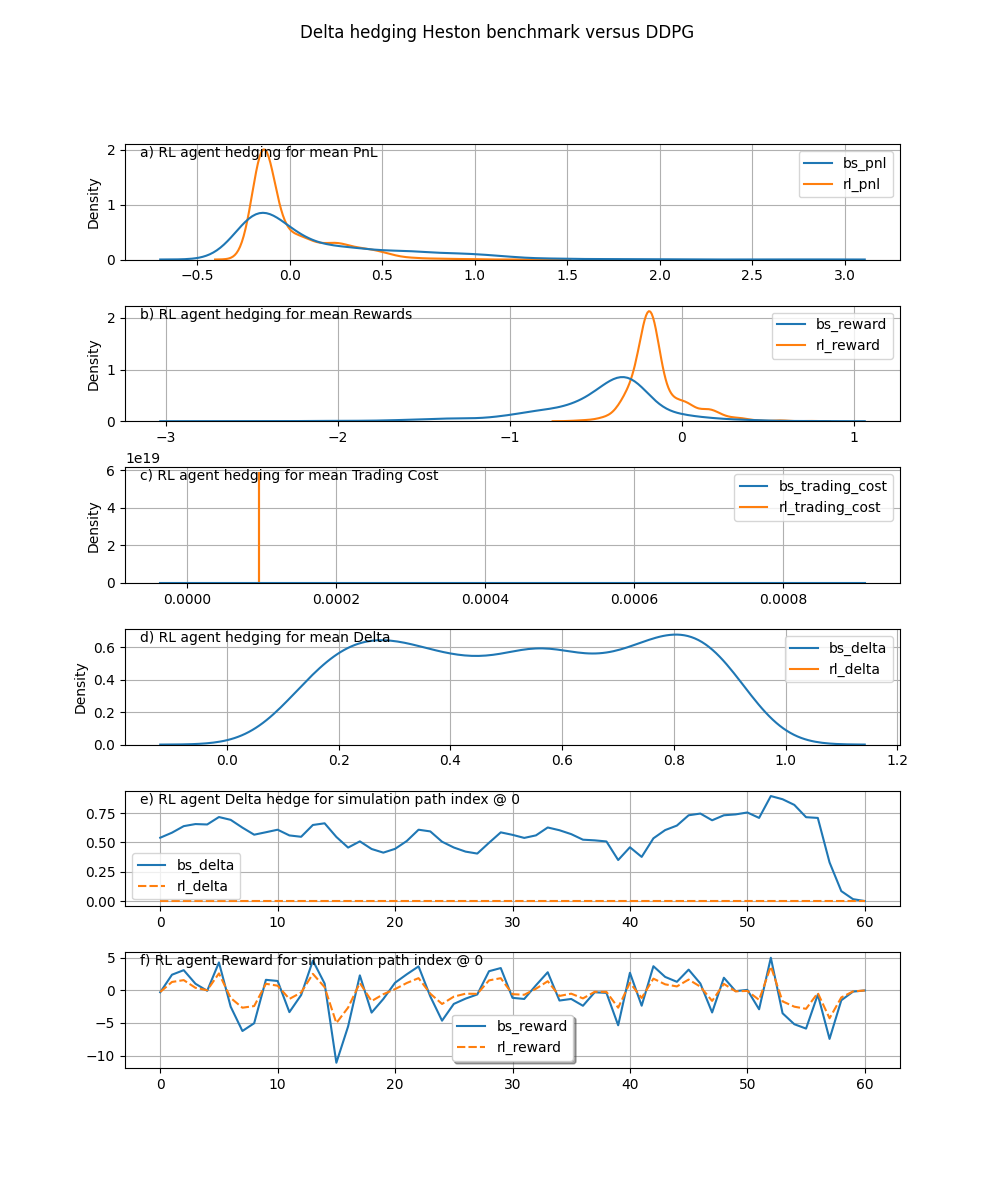 Delta hedging Heston benchmark versus DDPG
a) RL agent hedging for mean PnL
bs_pnl
rl_pnl
Density
2
1
0
−0.5 0.0 0.5 1.0 1.5 2.0 2.5 3.0
b) RL agent hedging for mean Rewards
bs_reward
rl_reward
Density
2
1
0
−3 −2 −1 0 1
1e19
c) RL agent hedging for mean Trading Cost
bs_trading_cost
rl_trading_cost
Density
6
4
2
0
0.0000 0.0002 0.0004 0.0006 0.0008
d) RL agent hedging for mean Delta
bs_delta
rl_delta
Density
0.6
0.4
0.2
0.0
0.0 0.2 0.4 0.6 0.8 1.0 1.2
e) RL agent Delta hedge for simulation path index @ 0
0.75
0.50
0.25
0.00
bs_delta
rl_delta
0 10 20 30 40 50 60
f) RL agent Reward for simulation path index @ 0
5
0
−5
−10
bs_reward
rl_reward
0 10 20 30 40 50 60